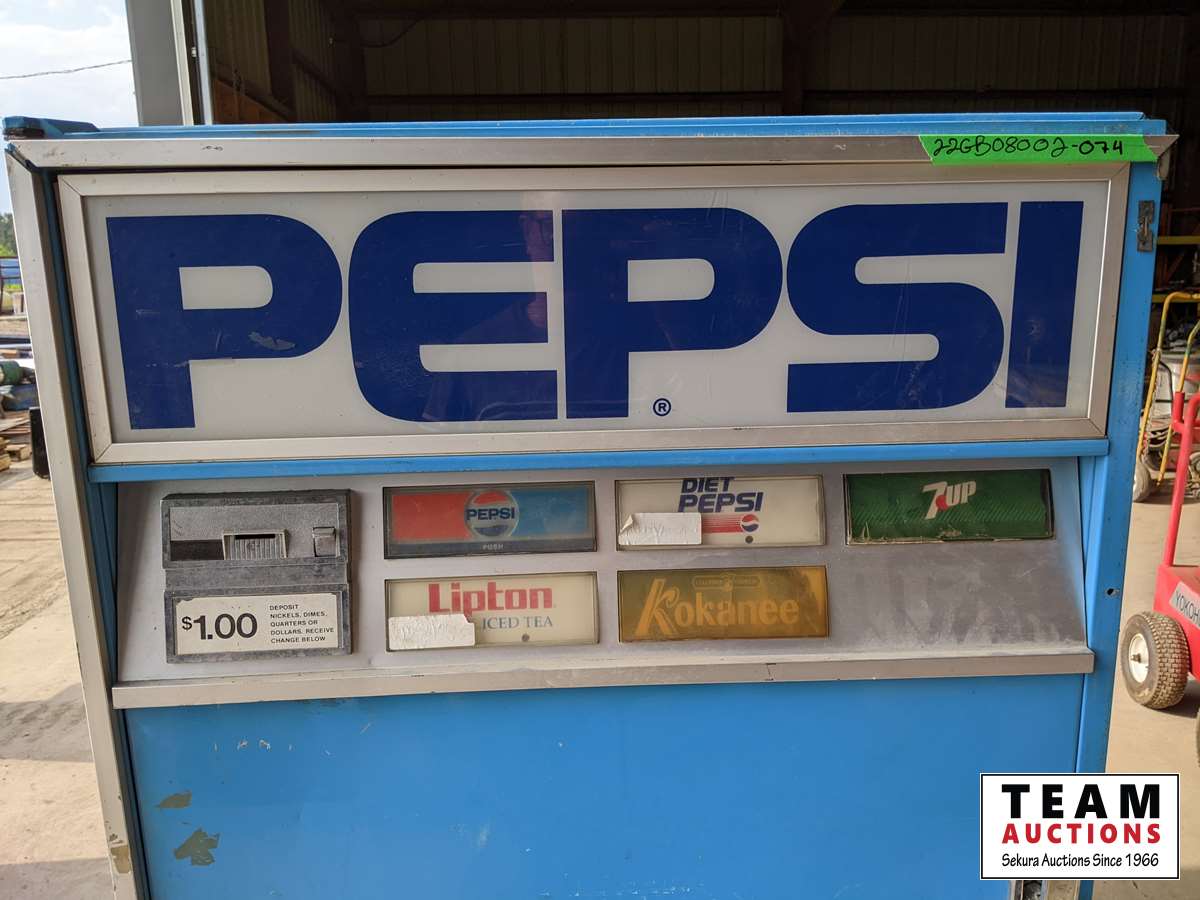 22GB08002-074
PEPSI
®
PEPSI
PUSH
DIET
PEPSI
7UP
$1.00
DEPOSIT
NICKELS, DIMES,
QUARTERS OR
DOLLARS, RECEIVE
CHANGE BELOW
Lipton
ICED TEA
Kokanee
YOKOH
TEAM
AUCTIONS
Sekura Auctions Since 1966